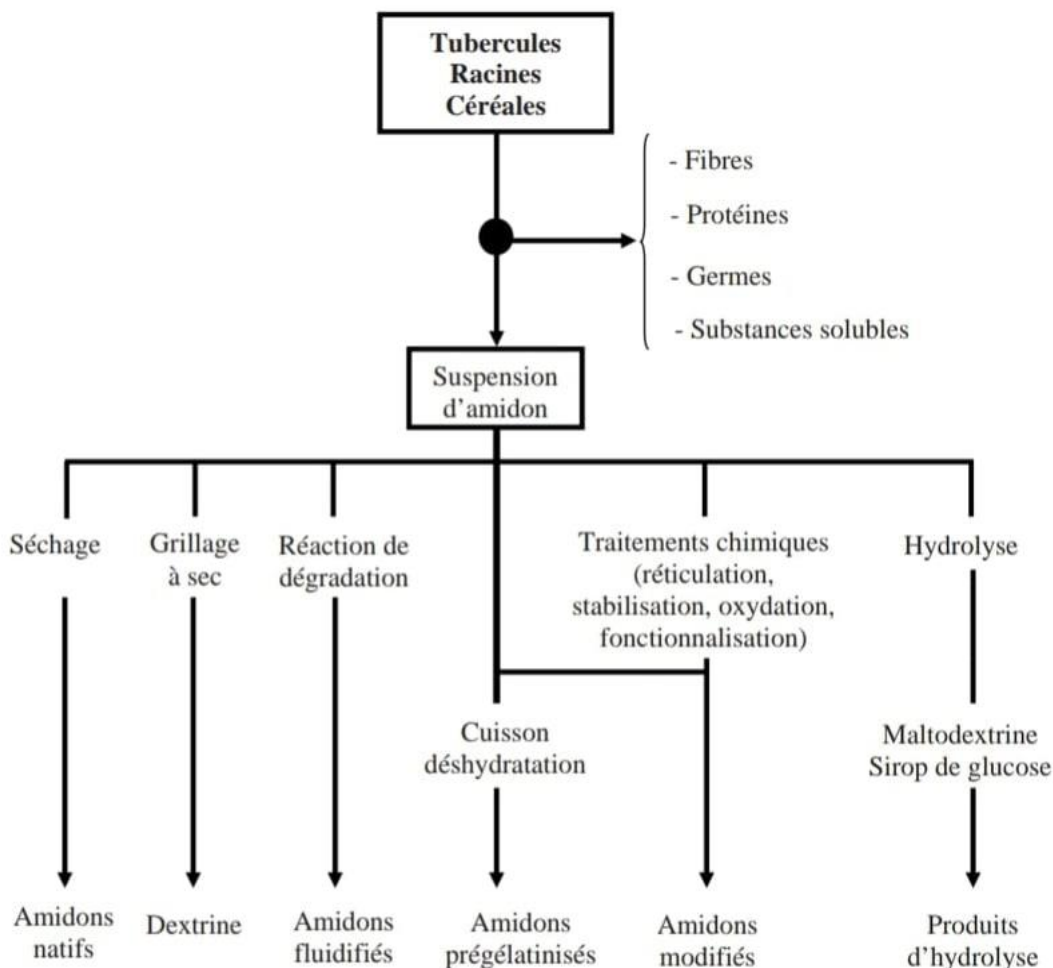 Tubercules
Racines
Céréales
- Fibres
- Protéines
- Germes
- Substances solubles
Suspension
d’amidon
Séchage
Grillage
à sec
Réaction de
dégradation
Traitements chimiques
(réticulation,
stabilisation, oxydation,
fonctionnalisation)
Hydrolyse
Cuisson
déshydratation
Maltodextrine
Sirop de glucose
Amidons
natifs
Dextrine
Amidons
fluidifiés
Amidons
prégélatinisés
Amidons
modifiés
Produits
d’hydrolyse